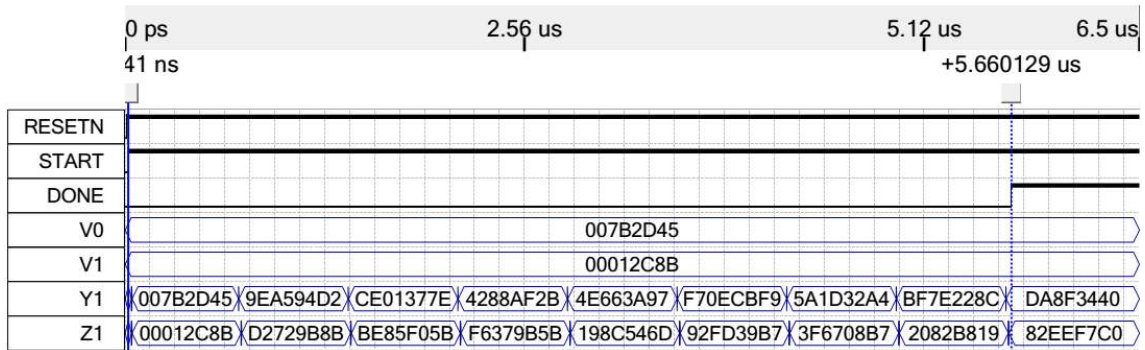 0 ps 2.56 us 5.12 us 6.5 us
41 ns +5.660129 us
RESETN
START
DONE
V0 007B2D45
V1 00012C8B
Y1 007B2D45 9EA594D2 CE01377E 4288AF2B 4E663A97 F70ECBF9 5A1D32A4 BF7E228C DA8F3440
Z1 00012C8B D2729B8B BE85F05B F6379B5B 198C546D 92FD39B7 3F6708B7 2082B819 82EEF7C0